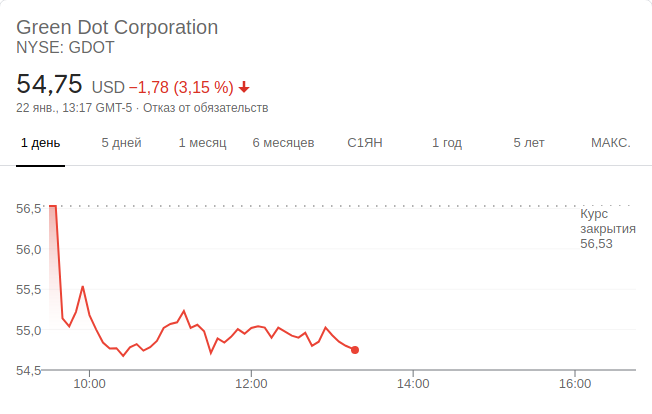 Green Dot Corporation
NYSE: GDOT
54,75 USD −1,78 (3,15 %)
22 янв., 13:17 GMT-5 · Отказ от обязательств
1 день 5 дней 1 месяц 6 месяцев С1ЯН 1 год 5 лет МАКС.
56,5
Курс
закрытия
56,53
56,0
55,5
55,0
54,5
10:00 12:00 14:00 16:00